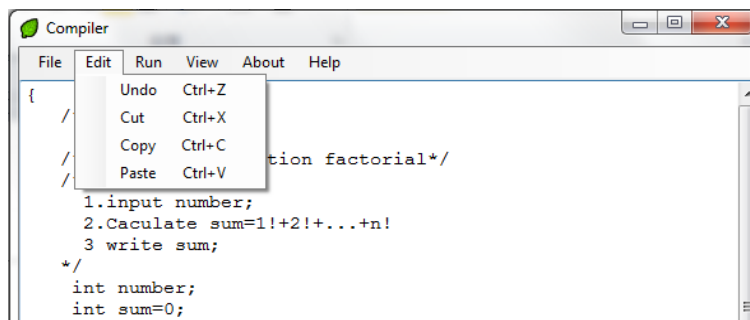 Compiler
File Edit Run View About Help
Undo Ctrl+Z
Cut Ctrl+X
Copy Ctrl+C
Paste Ctrl+V
{
/
/ tion factorial*/
/
1.input number;
2.Caculate sum=1!+2!+...+n!
3 write sum;
*/
int number;
int sum=0;